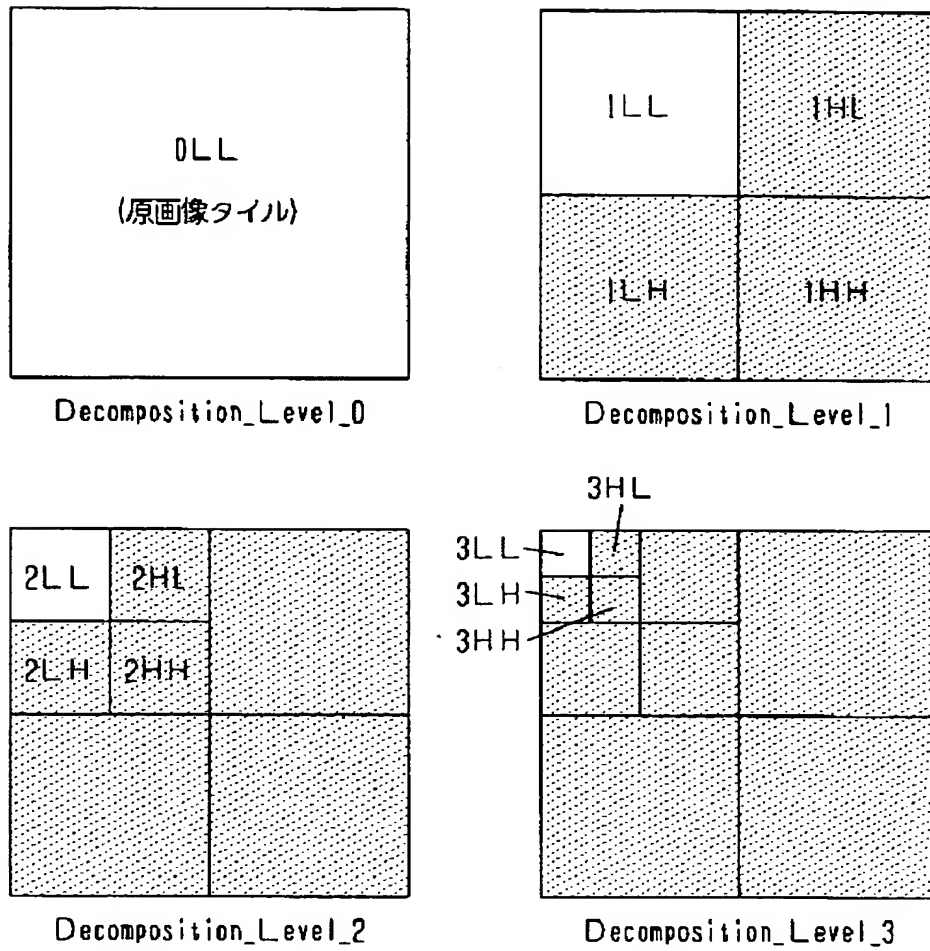 0LL
(原画像タイル)
Decomposition_Level_0
1LL
1HL
1LH
1HH
Decomposition_Level_1
2LL
2HL
2LH
2HH
Decomposition_Level_2
3HL
3LL
3LH
3HH
Decomposition_Level_3